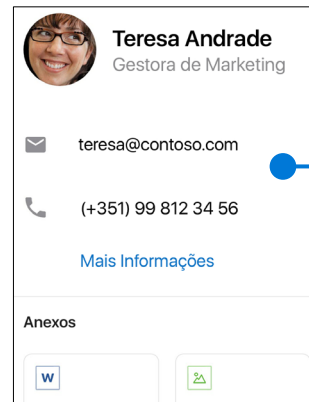 Teresa Andrade
Gestora de Marketing
teresa@contoso.com
(+351) 99 812 34 56
Mais Informações
Anexos
W